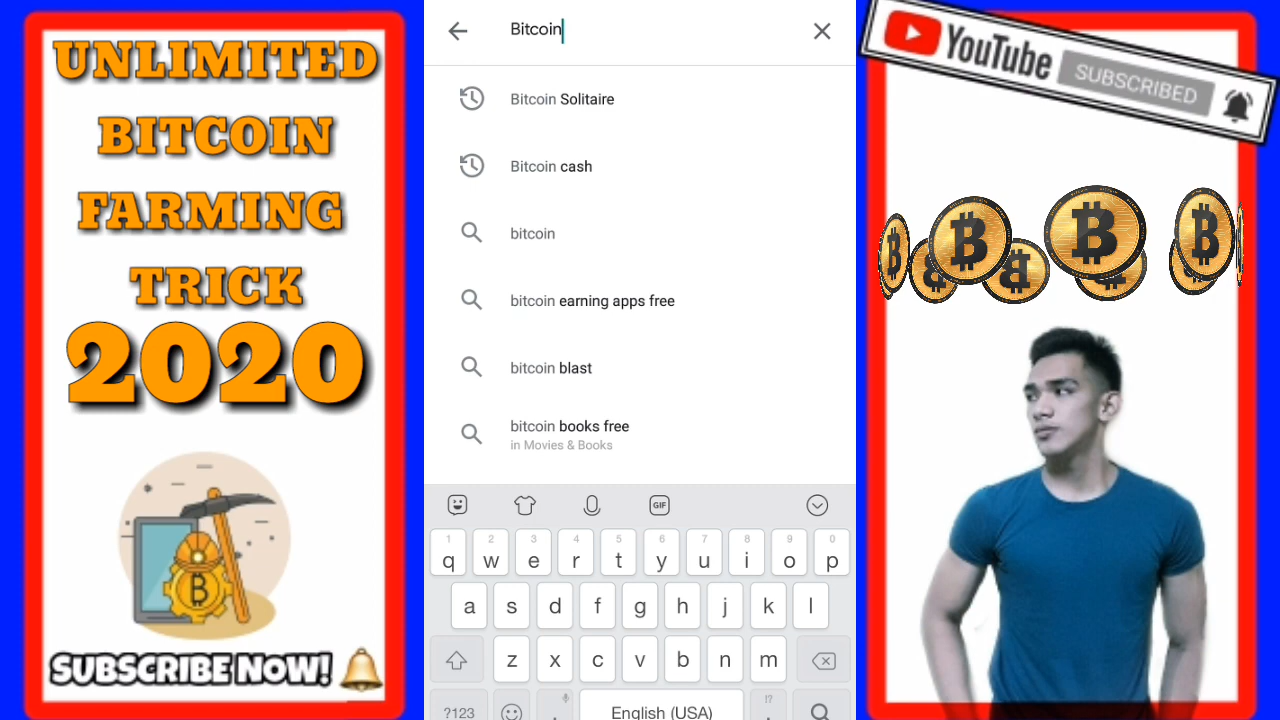 UNLIMITED
BITCOIN
FARMING
TRICK
2020
SUBSCRIBE NOW!
Bitcoin
Bitcoin Solitaire
Bitcoin cash
bitcoin
bitcoin earning apps free
bitcoin blast
bitcoin books free
in Movies & Books
GIF
1 2 3 4 5 6 7 8 9 0
q w e r t y u i o p
a s d f g h j k l
z x c v b n m
!?
?123 , English (USA) .
YouTube SUBSCRIBED